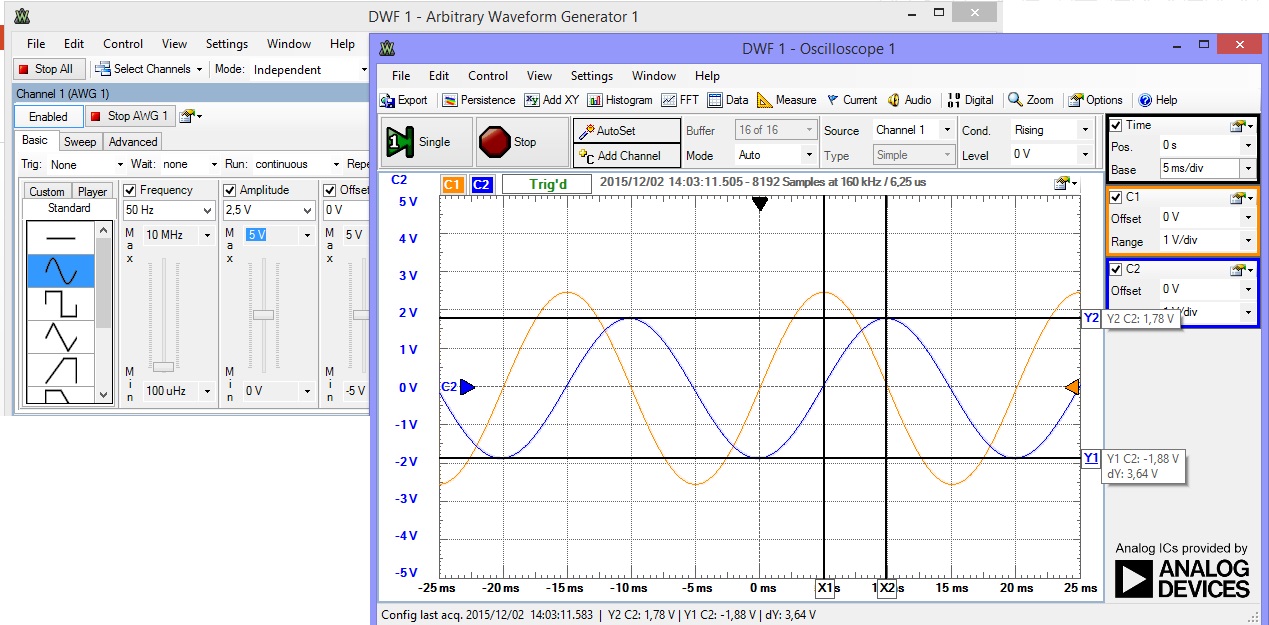 DWF 1 - Arbitrary Waveform Generator 1
File Edit Control View Settings Window Help
Stop All Select Channels Mode: Independent
Channel 1 (AWG 1)
Enabled Stop AWG 1
Basic Sweep Advanced
Trig: None Wait: none Run: continuous Repe
Custom Player
Standard
Frequency Amplitude Offset
50 Hz 2,5 V 0 V
Max 10 MHz Max 5 V Max 5 V
Min 100 uHz Min 0 V Min -5 V
DWF 1 - Oscilloscope 1
File Edit Control View Settings Window Help
Export Persistence Add XY Histogram FFT Data Measure Current Audio Digital Zoom Options Help
Single Stop AutoSet Add Channel
Buffer 16 of 16 Source Channel 1 Cond. Rising
Mode Auto Type Simple Level 0 V
C2 C1 C2 Trig'd 2015/12/02 14:03:11.505 - 8192 Samples at 160 kHz / 6,25 us
5 V
4 V
3 V
2 V
1 V
0 V
-1 V
-2 V
-3 V
-4 V
-5 V
C2
-25 ms -20 ms -15 ms -10 ms -5 ms 0 ms X1 s X2 s 15 ms 20 ms 25 ms
Time
Pos. 0 s
Base 5 ms/div
C1
Offset 0 V
Range 1 V/div
C2
Offset 0 V
V/div
Y2 Y2 C2: 1,78 V
Y1 Y1 C2: -1,88 V
dY: 3,64 V
Analog ICs provided by
ANALOG
DEVICES
Config last acq. 2015/12/02 14:03:11.583 | Y2 C2: 1,78 V | Y1 C2: -1,88 V | dY: 3,64 V